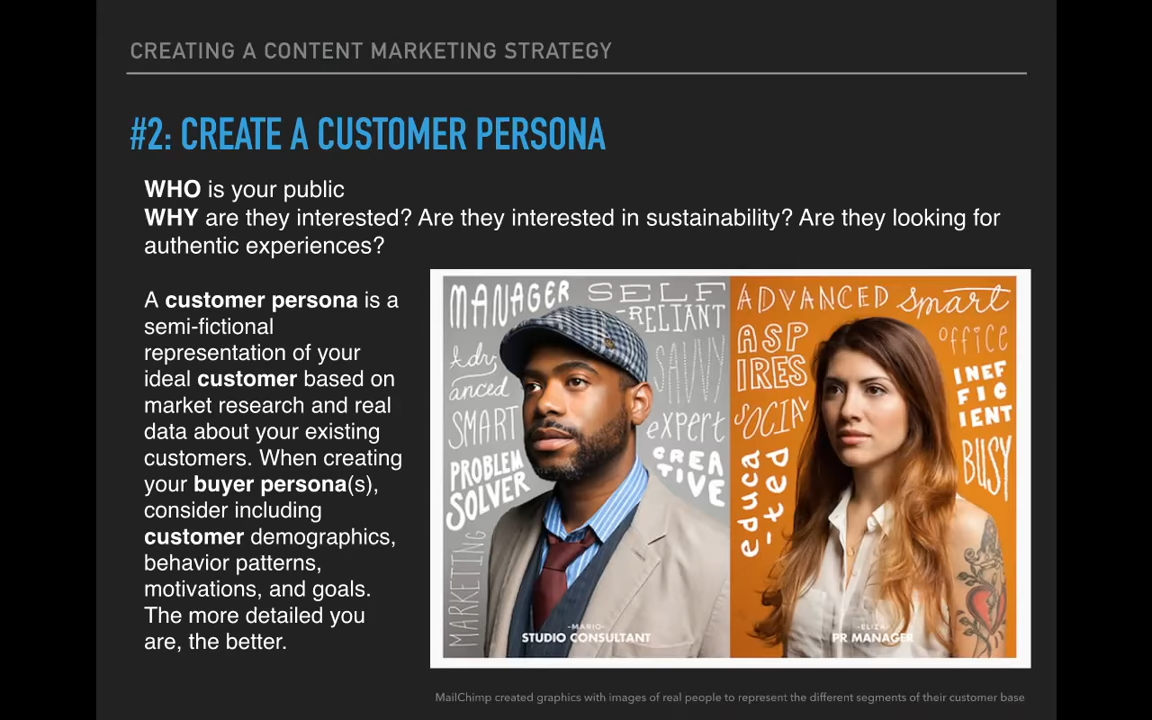 CREATING A CONTENT MARKETING STRATEGY
#2: CREATE A CUSTOMER PERSONA
WHO is your public
WHY are they interested? Are they interested in sustainability? Are they looking for
authentic experiences?
A customer persona is a
semi-fictional
representation of your
ideal customer based on
market research and real
data about your existing
customers. When creating
your buyer persona(s),
consider including
customer demographics,
behavior patterns,
motivations, and goals.
The more detailed you
are, the better.
MANAGER
SELF
-RELIANT
Adv
anced
SAVVY
SMART
expert
PROBLEM
SOLVER
CREA
TIVE
MARKETING
-MARIO-
STUDIO CONSULTANT
ADVANCED smart
ASP
IRES
office
INEF
FIC
IENT
SOCIAL
BUSY
educa
-ted
-ELIZA-
PR MANAGER
MailChimp created graphics with images of real people to represent the different segments of their customer base